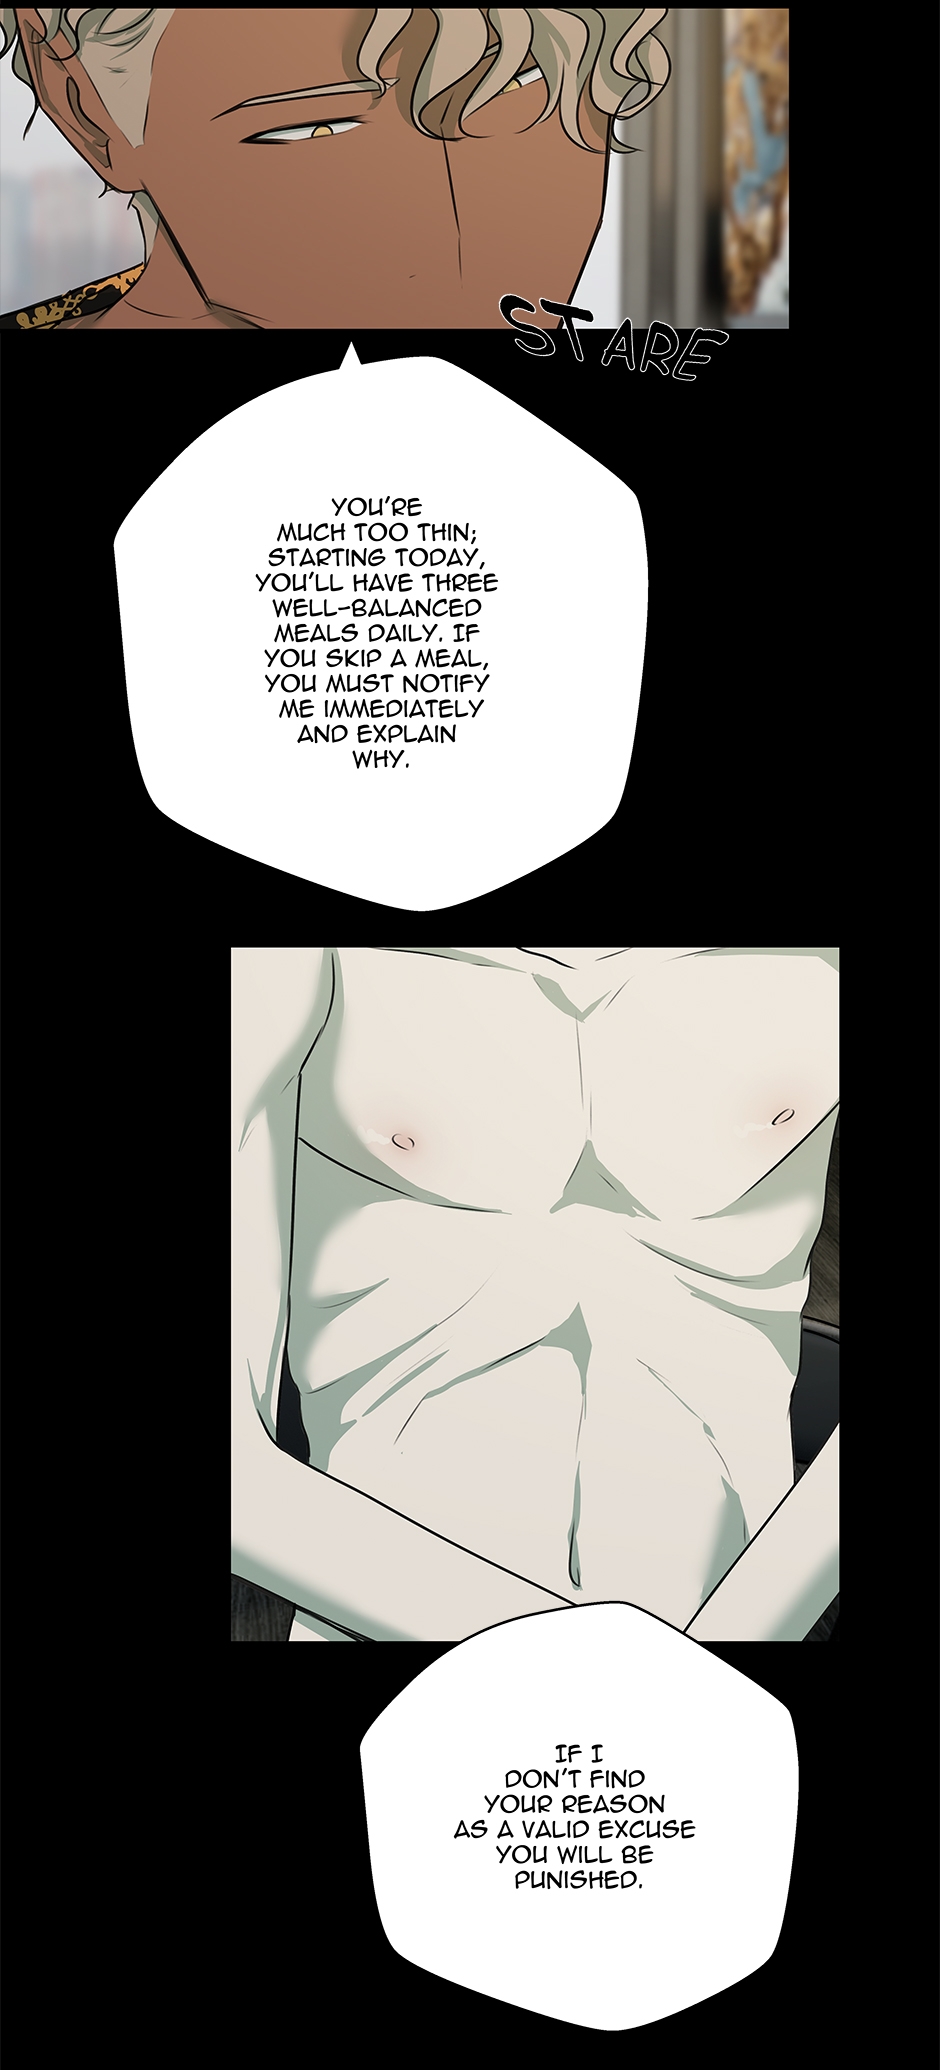 STARE
YOU'RE
MUCH TOO THIN;
STARTING TODAY,
YOU'LL HAVE THREE
WELL-BALANCED
MEALS DAILY. IF
YOU SKIP A MEAL,
YOU MUST NOTIFY
ME IMMEDIATELY
AND EXPLAIN
WHY.
IF I
DON'T FIND
YOUR REASON
AS A VALID EXCUSE
YOU WILL BE
PUNISHED.